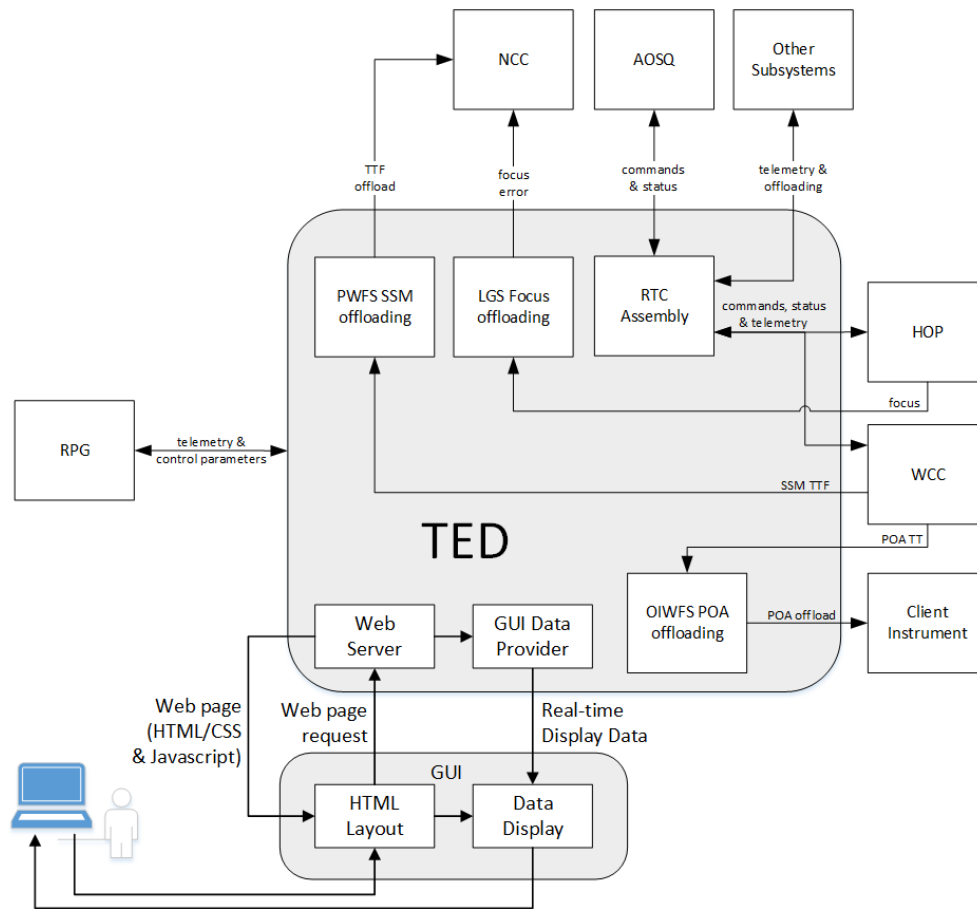 NCC
AOSQ
Other
Subsystems
TTF
offload
focus
error
commands
& status
telemetry &
offloading
PWFS SSM
offloading
LGS Focus
offloading
RTC
Assembly
commands, status
& telemetry
HOP
focus
RPG
telemetry &
control parameters
WCC
SSM TTF
POA TT
TED
OIWFS POA
offloading
POA offload
Client
Instrument
Web
Server
GUI Data
Provider
Web page
(HTML/CSS
& Javascript)
Web page
request
Real-time
Display Data
GUI
HTML
Layout
Data
Display